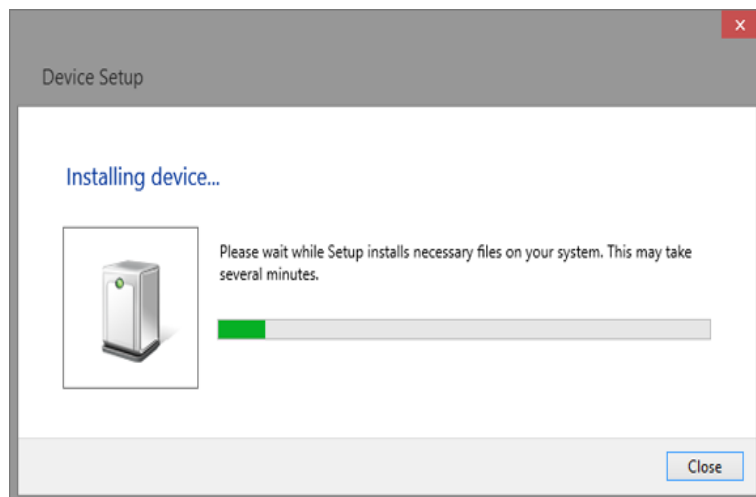 Device Setup
Installing device...
Please wait while Setup installs necessary files on your system. This may take
several minutes.
Close